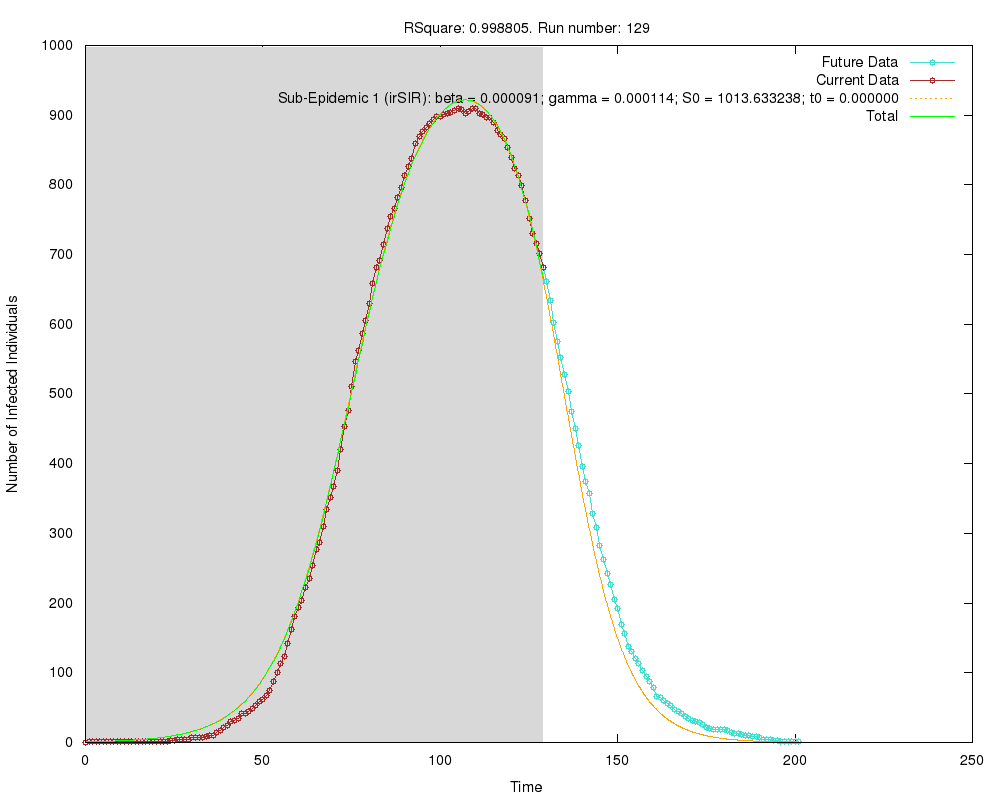 RSquare: 0.998805. Run number: 129
Future Data
Current Data
Sub-Epidemic 1 (irSIR): beta = 0.000091; gamma = 0.000114; S0 = 1013.633238; t0 = 0.000000
Total
Number of Infected Individuals
1000
900
800
700
600
500
400
300
200
100
0
0 50 100 150 200 250
Time